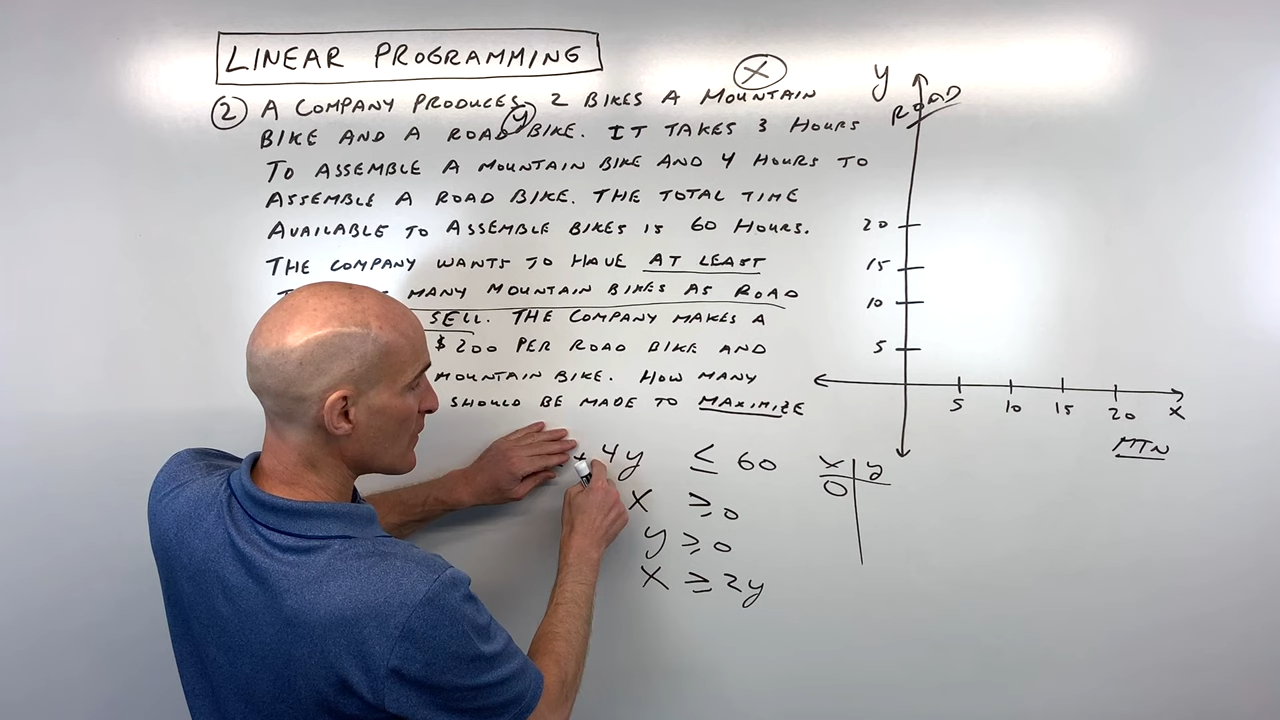 LINEAR PROGRAMMING
X
② A COMPANY PRODUCES 2 BIKES A MOUNTAIN
y
BIKE AND A ROAD BIKE. IT TAKES 3 HOURS
TO ASSEMBLE A MOUNTAIN BIKE AND 4 HOURS TO
ASSEMBLE A ROAD BIKE. THE TOTAL TIME
AVAILABLE TO ASSEMBLE BIKES IS 60 HOURS.
THE COMPANY WANTS TO HAVE AT LEAST
MANY MOUNTAIN BIKES AS ROAD
SELL. THE COMPANY MAKES A
$200 PER ROAD BIKE AND
MOUNTAIN BIKE. HOW MANY
SHOULD BE MADE TO MAXIMIZE
4y ≤ 60
X ≥ 0
y ≥ 0
X ≥ 2y
y
ROAD
20
15
10
5
5 10 15 20 X
MTN
X y
0